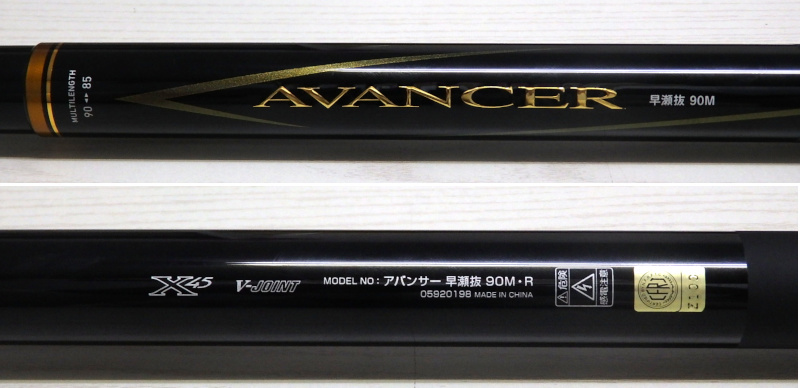 MULTILENGTH
90 ◄► 85
AVANCER
早瀬抜 90M
X45
V-JOINT
MODEL NO : アバンサー 早瀬抜 90M・R
05920198 MADE IN CHINA
危険
感電注意
Z100